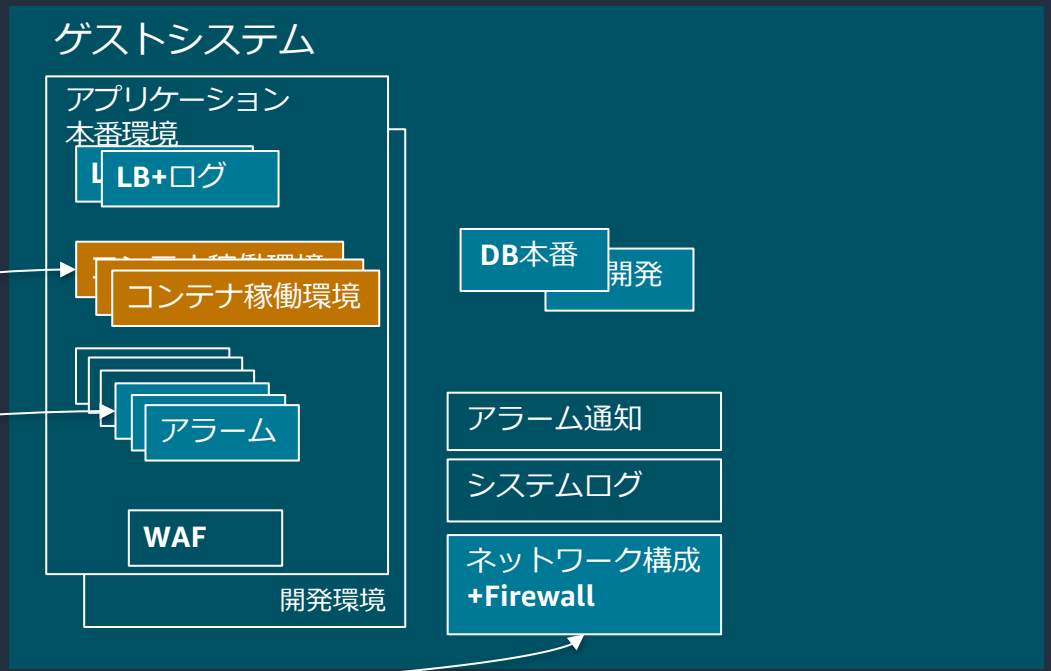 ゲストシステム
アプリケーション
本番環境
LB+ログ
コンテナ稼働環境
アラーム
WAF
開発環境
DB本番
開発
アラーム通知
システムログ
ネットワーク構成
+Firewall